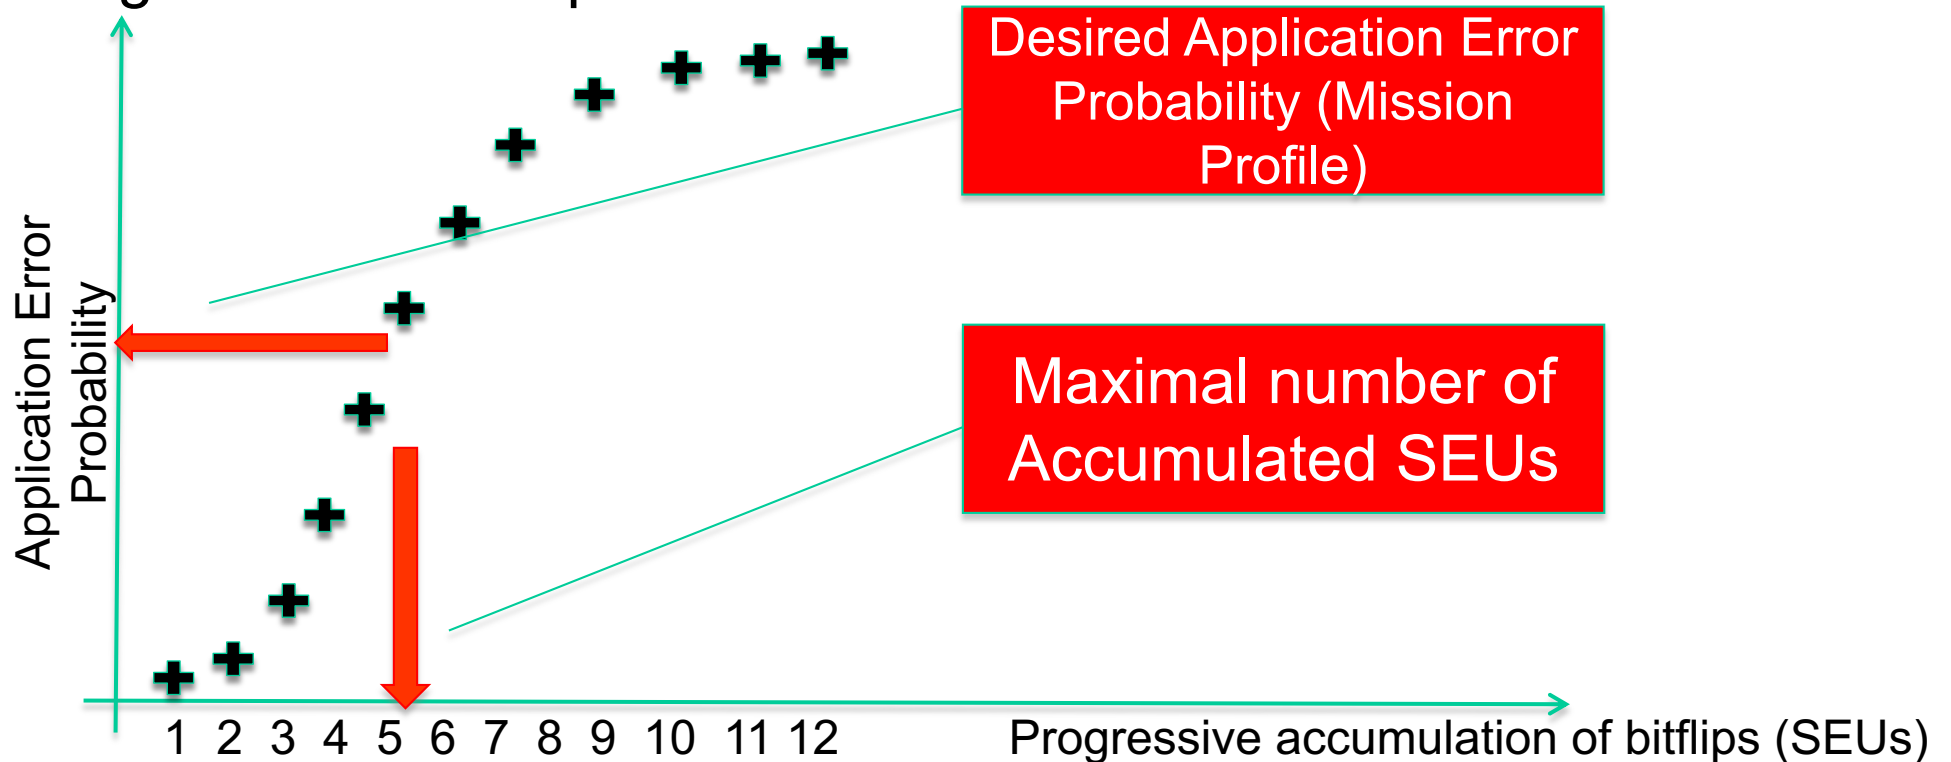 Desired Application Error
Probability (Mission
Profile)
Application Error
Probability
Maximal number of
Accumulated SEUs
1 2 3 4 5 6 7 8 9 10 11 12
Progressive accumulation of bitflips (SEUs)